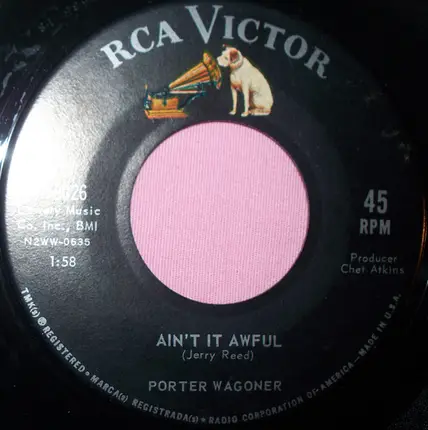 RCA VICTOR
Music
Co. Inc., BMI
N2WW-0635
1:58
45
RPM
Producer
Chet Atkins
AIN'T IT AWFUL
(Jerry Reed)
PORTER WAGONER
TMK(s) ® REGISTERED • MARCA(s) REGISTRADA(s) • RADIO CORPORATION OF AMERICA–MADE IN U.S.A.